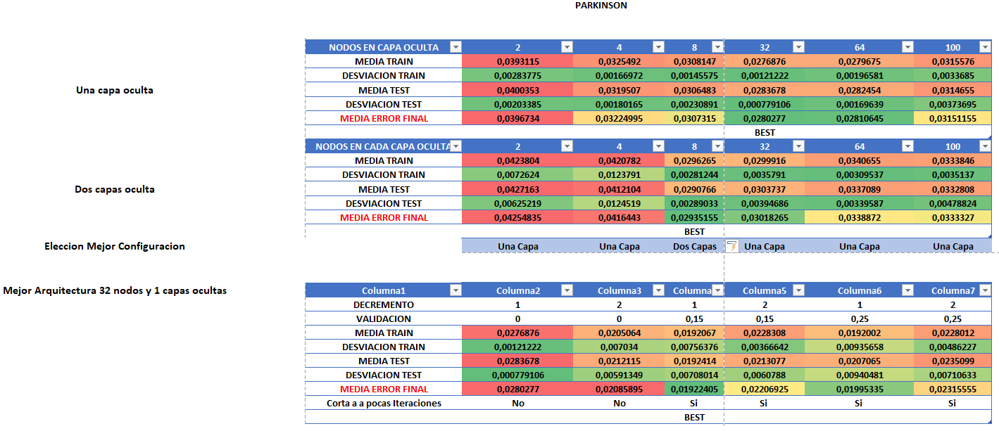 PARKINSON
NODOS EN CAPA OCULTA 2 4 8 32 64 100
MEDIA TRAIN 0,0393115 0,0325492 0,0308147 0,0276876 0,0279675 0,0315576
DESVIACION TRAIN 0,00283775 0,00166972 0,00145575 0,00121222 0,00196581 0,0033685
Una capa oculta
MEDIA TEST 0,0400353 0,0319507 0,0306483 0,0283678 0,0282454 0,0314655
DESVIACION TEST 0,00203385 0,00180165 0,00230891 0,000779106 0,00169639 0,00373695
MEDIA ERROR FINAL 0,0396734 0,03224995 0,0307315 0,0280277 0,02810645 0,03151155
BEST
NODOS EN CADA CAPA OCULTA 2 4 8 32 64 100
MEDIA TRAIN 0,0423804 0,0420782 0,0296265 0,0299916 0,0340655 0,0333846
DESVIACION TRAIN 0,0072624 0,0123791 0,00281244 0,0035791 0,00309537 0,0035137
Dos capas oculta
MEDIA TEST 0,0427163 0,0412104 0,0290766 0,0303737 0,0337089 0,0332808
DESVIACION TEST 0,00625219 0,0124519 0,00289033 0,00394686 0,00339587 0,00478824
MEDIA ERROR FINAL 0,04254835 0,0416443 0,02935155 0,03018265 0,0338872 0,0333327
BEST
Eleccion Mejor Configuracion Una Capa Una Capa Dos Capas Una Capa Una Capa Una Capa
Mejor Arquitectura 32 nodos y 1 capas ocultas
Columna1 Columna2 Columna3 Columna Columna5 Columna6 Columna7
DECREMENTO 1 2 1 2 1 2
VALIDACION 0 0 0,15 0,15 0,25 0,25
MEDIA TRAIN 0,0276876 0,0205064 0,0192067 0,0228308 0,0192002 0,0228012
DESVIACION TRAIN 0,00121222 0,007034 0,00756376 0,00366642 0,00935658 0,00486227
MEDIA TEST 0,0283678 0,0212115 0,0192414 0,0213077 0,0207065 0,0235099
DESVIACION TEST 0,000779106 0,00591349 0,00708014 0,0060788 0,00940481 0,00710633
MEDIA ERROR FINAL 0,0280277 0,02085895 0,01922405 0,02206925 0,01995335 0,02315555
Corta a a pocas Iteraciones No No Si Si Si Si
BEST